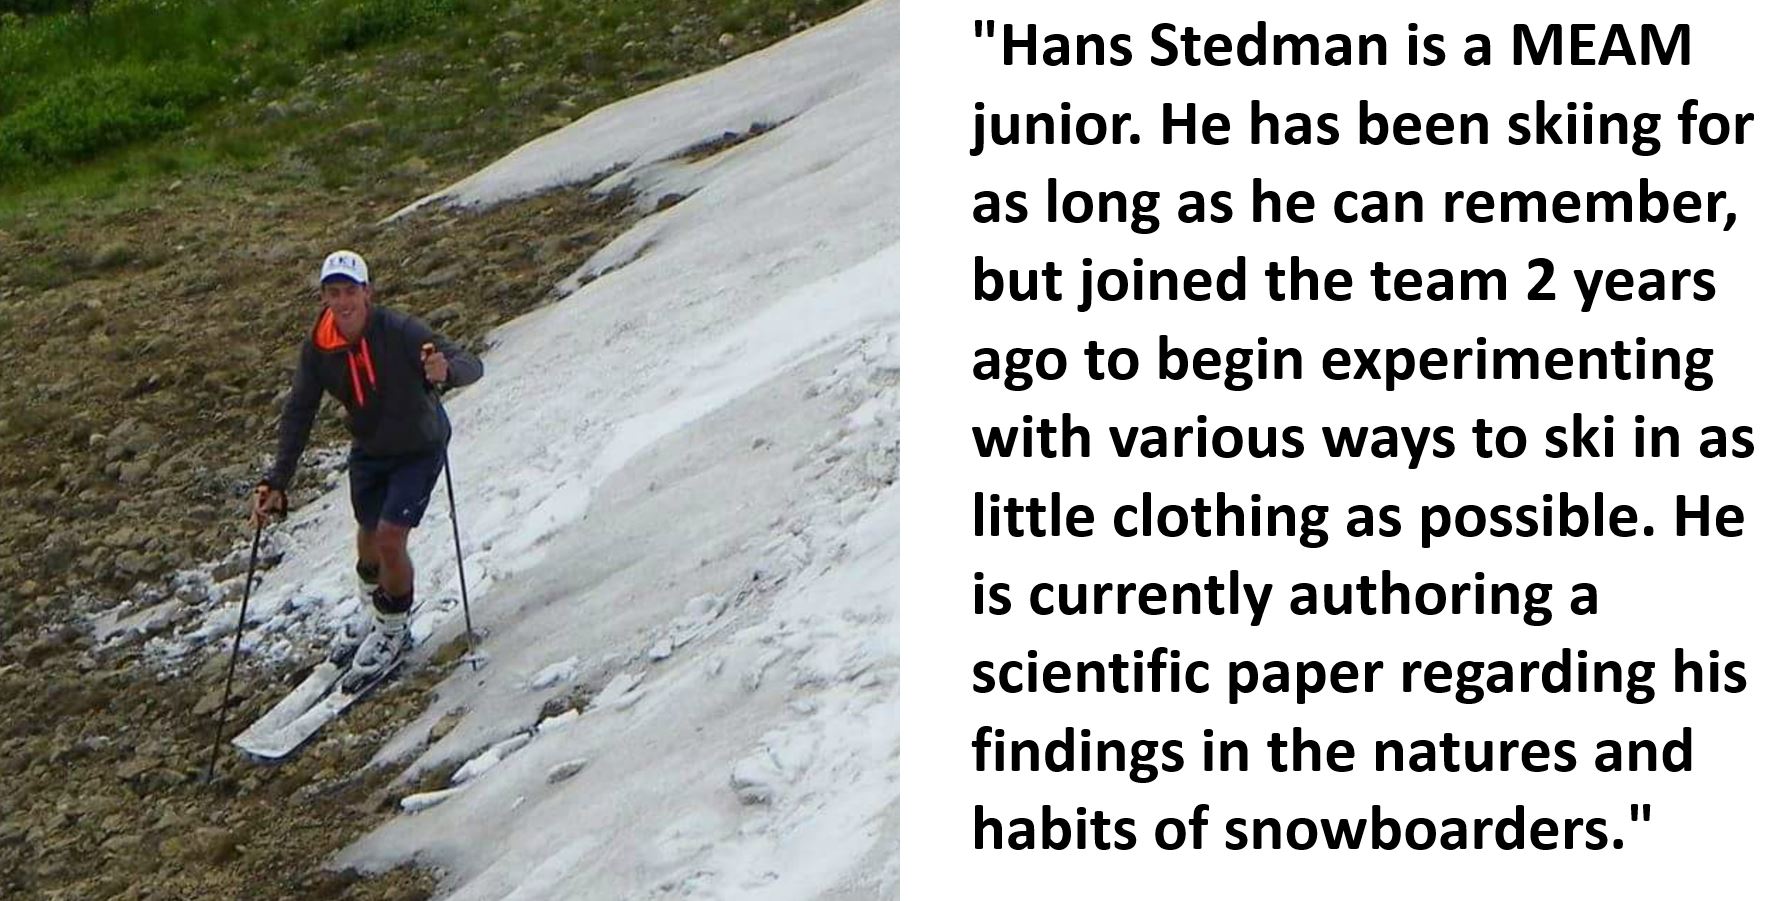 SKI
"Hans Stedman is a MEAM
junior. He has been skiing for
as long as he can remember,
but joined the team 2 years
ago to begin experimenting
with various ways to ski in as
little clothing as possible. He
is currently authoring a
scientific paper regarding his
findings in the natures and
habits of snowboarders."